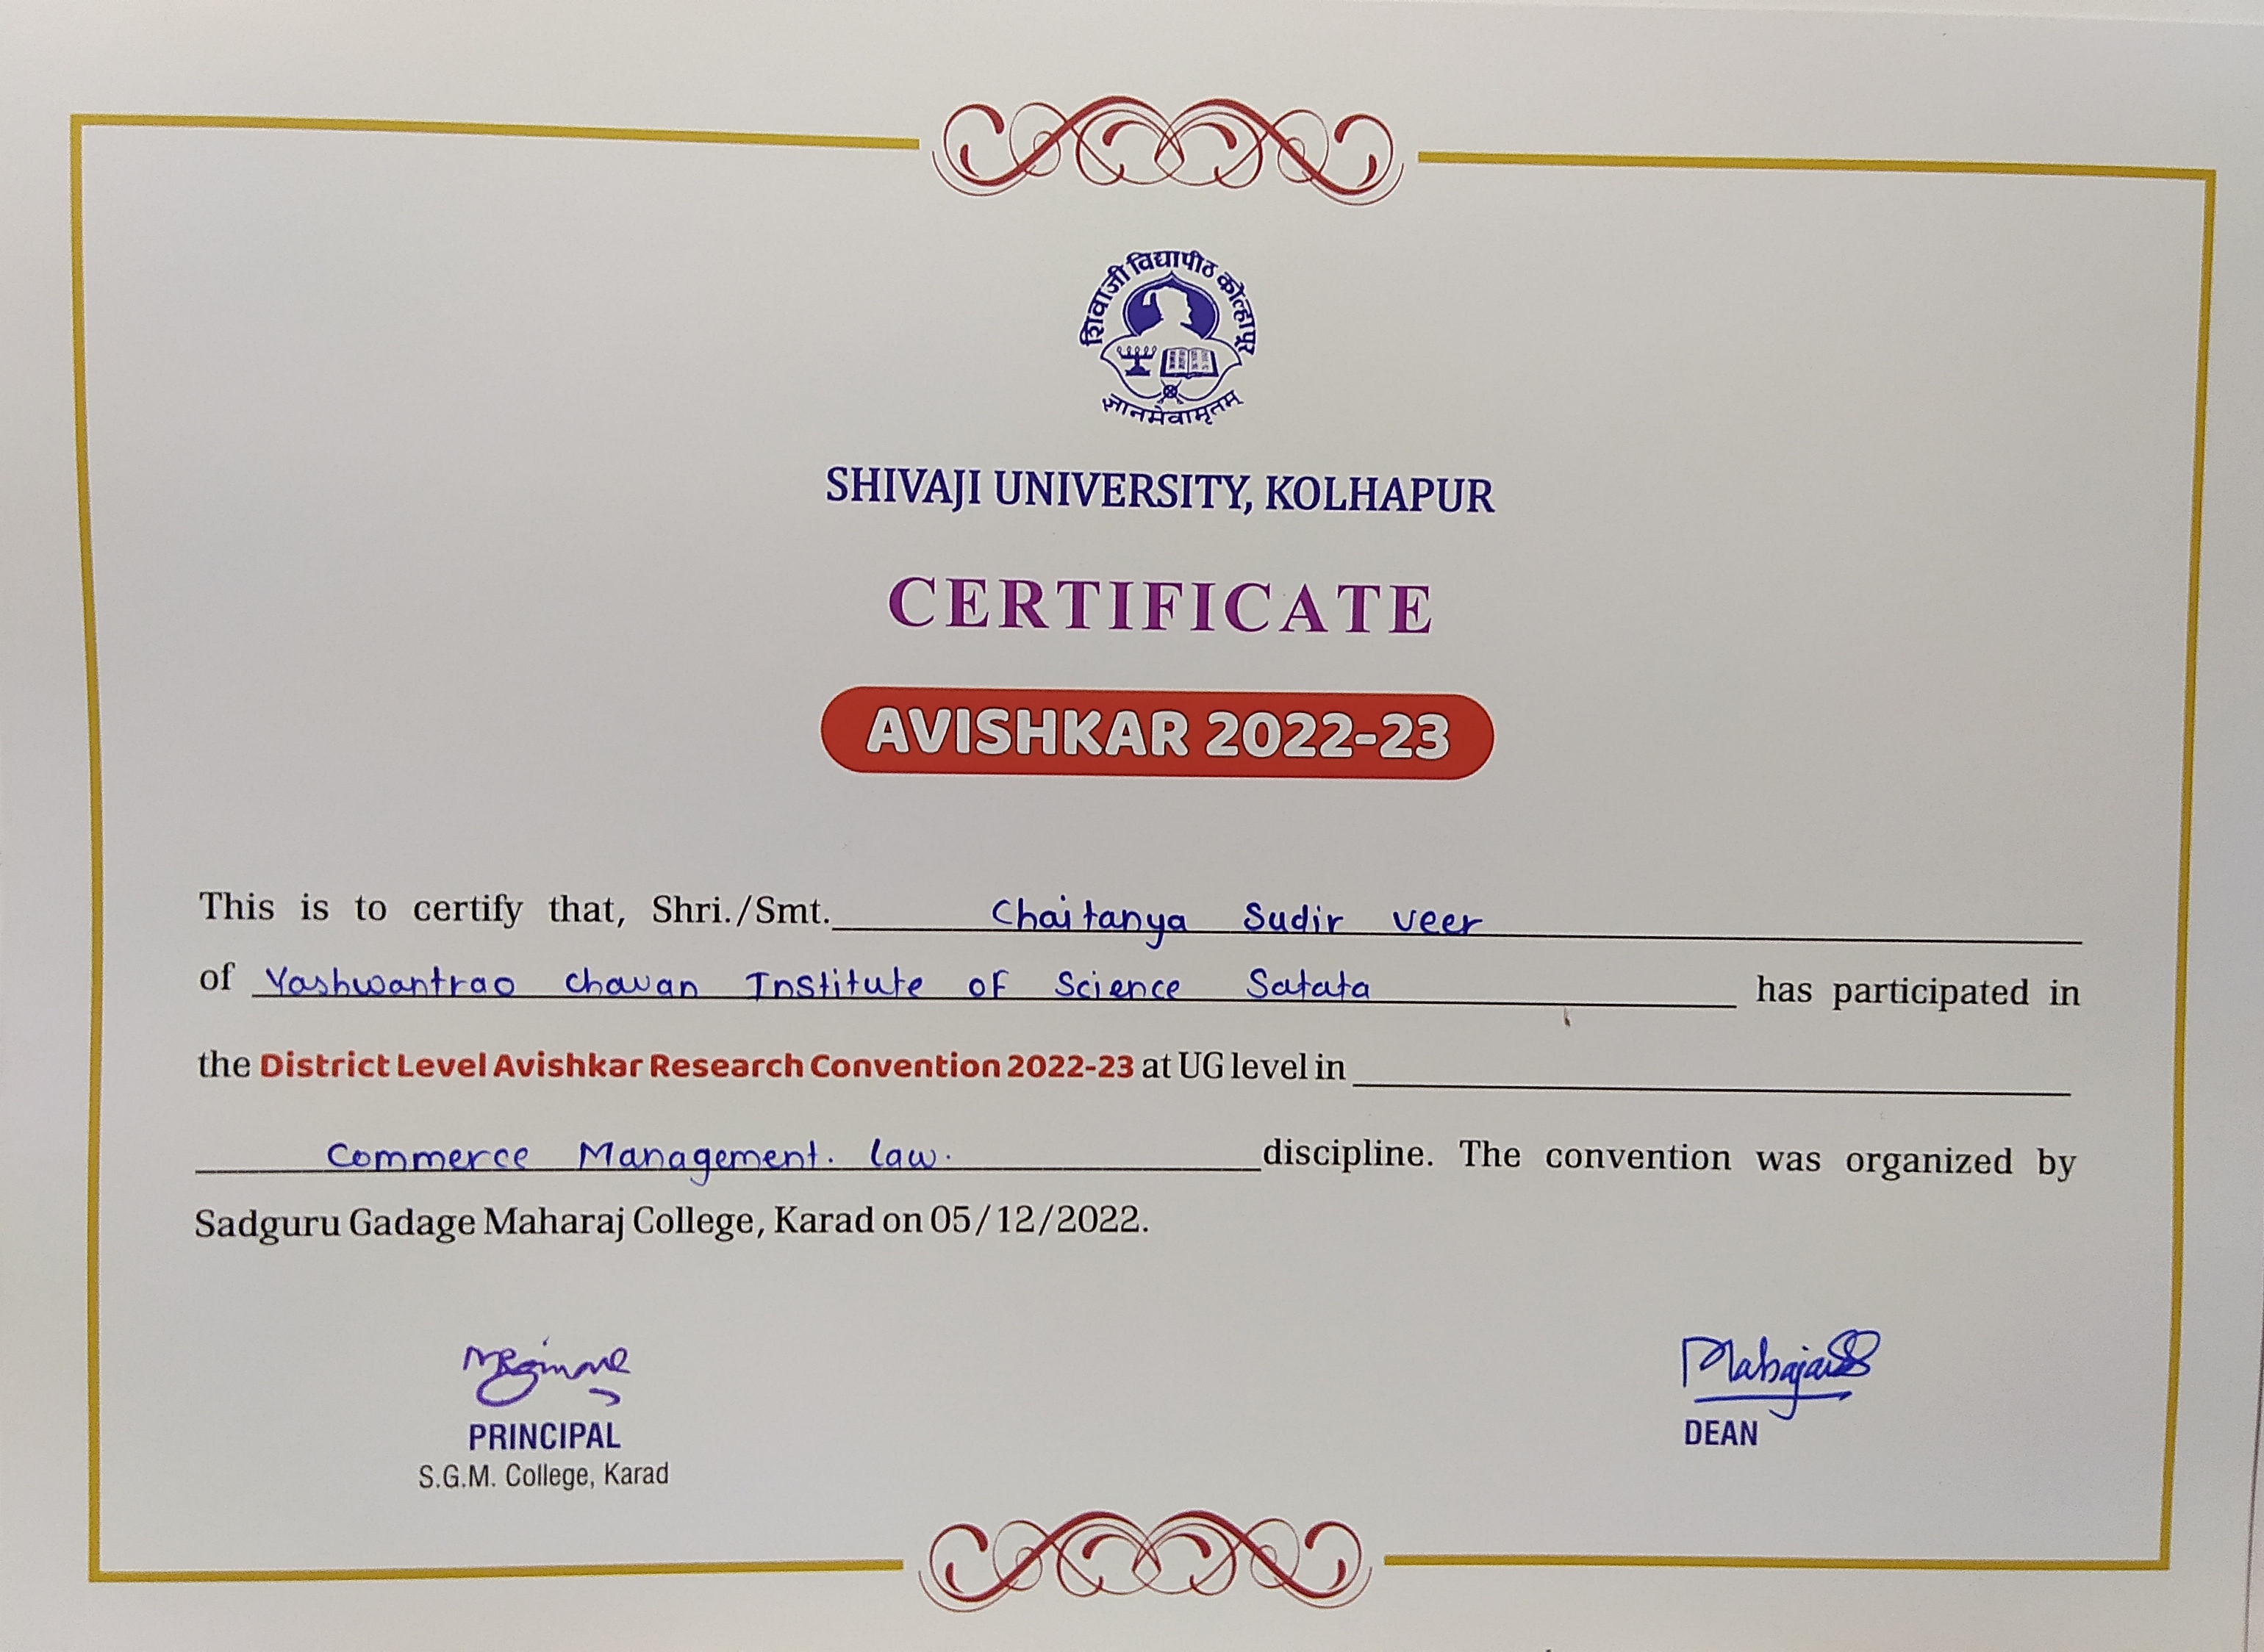 शिवाजी विद्यापीठ कोल्हापूर
ज्ञानमेवामृतम्
SHIVAJI UNIVERSITY, KOLHAPUR
CERTIFICATE
AVISHKAR 2022-23
This is to certify that, Shri./Smt. Chaitanya Sudir veer
of Yashwantrao Chavan Institute of Science Satata has participated in
the District Level Avishkar Research Convention 2022-23 at UG level in
Commerce Management. law. discipline. The convention was organized by
Sadguru Gadage Maharaj College, Karad on 05/12/2022.
PRINCIPAL
S.G.M. College, Karad
DEAN